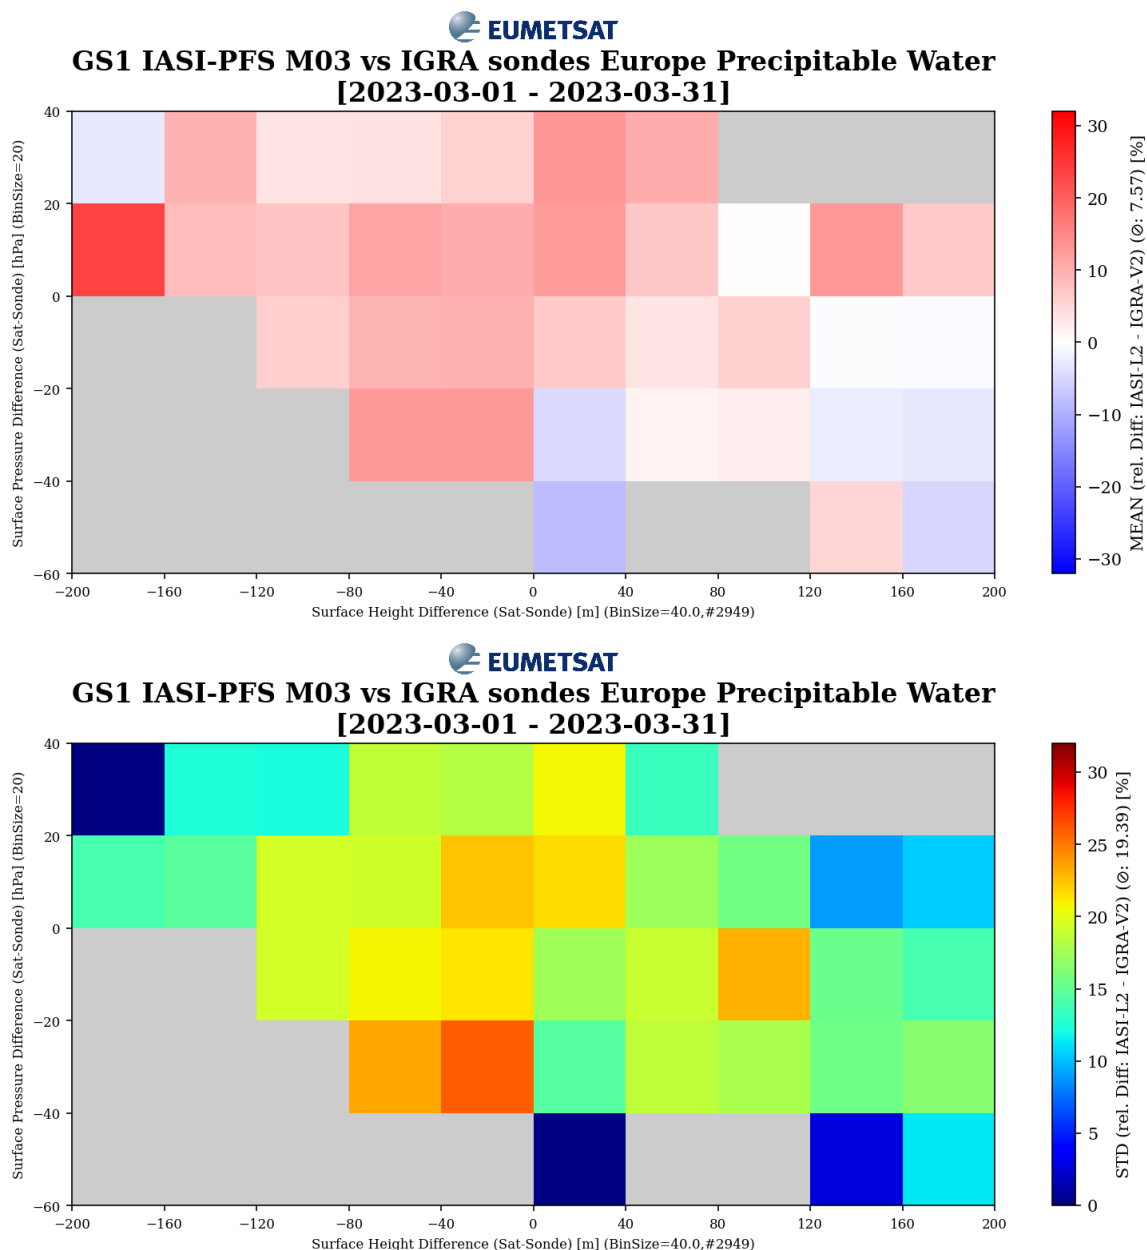 EUMETSAT
GS1 IASI-PFS M03 vs IGRA sondes Europe Precipitable Water
[2023-03-01 - 2023-03-31]
40
20
0
−20
−40
−60
Surface Pressure Difference (Sat-Sonde) [hPa] (BinSize=20)
−200 −160 −120 −80 −40 0 40 80 120 160 200
Surface Height Difference (Sat-Sonde) [m] (BinSize=40.0,#2949)
30
20
10
0
−10
−20
−30
MEAN (rel. Diff: IASI-L2 - IGRA-V2) (⊘: 7.57) [%]
EUMETSAT
GS1 IASI-PFS M03 vs IGRA sondes Europe Precipitable Water
[2023-03-01 - 2023-03-31]
40
20
0
−20
−40
−60
Surface Pressure Difference (Sat-Sonde) [hPa] (BinSize=20)
−200 −160 −120 −80 −40 0 40 80 120 160 200
Surface Height Difference (Sat-Sonde) [m] (BinSize=40.0,#2949)
30
25
20
15
10
5
0
STD (rel. Diff: IASI-L2 - IGRA-V2) (⊘: 19.39) [%]